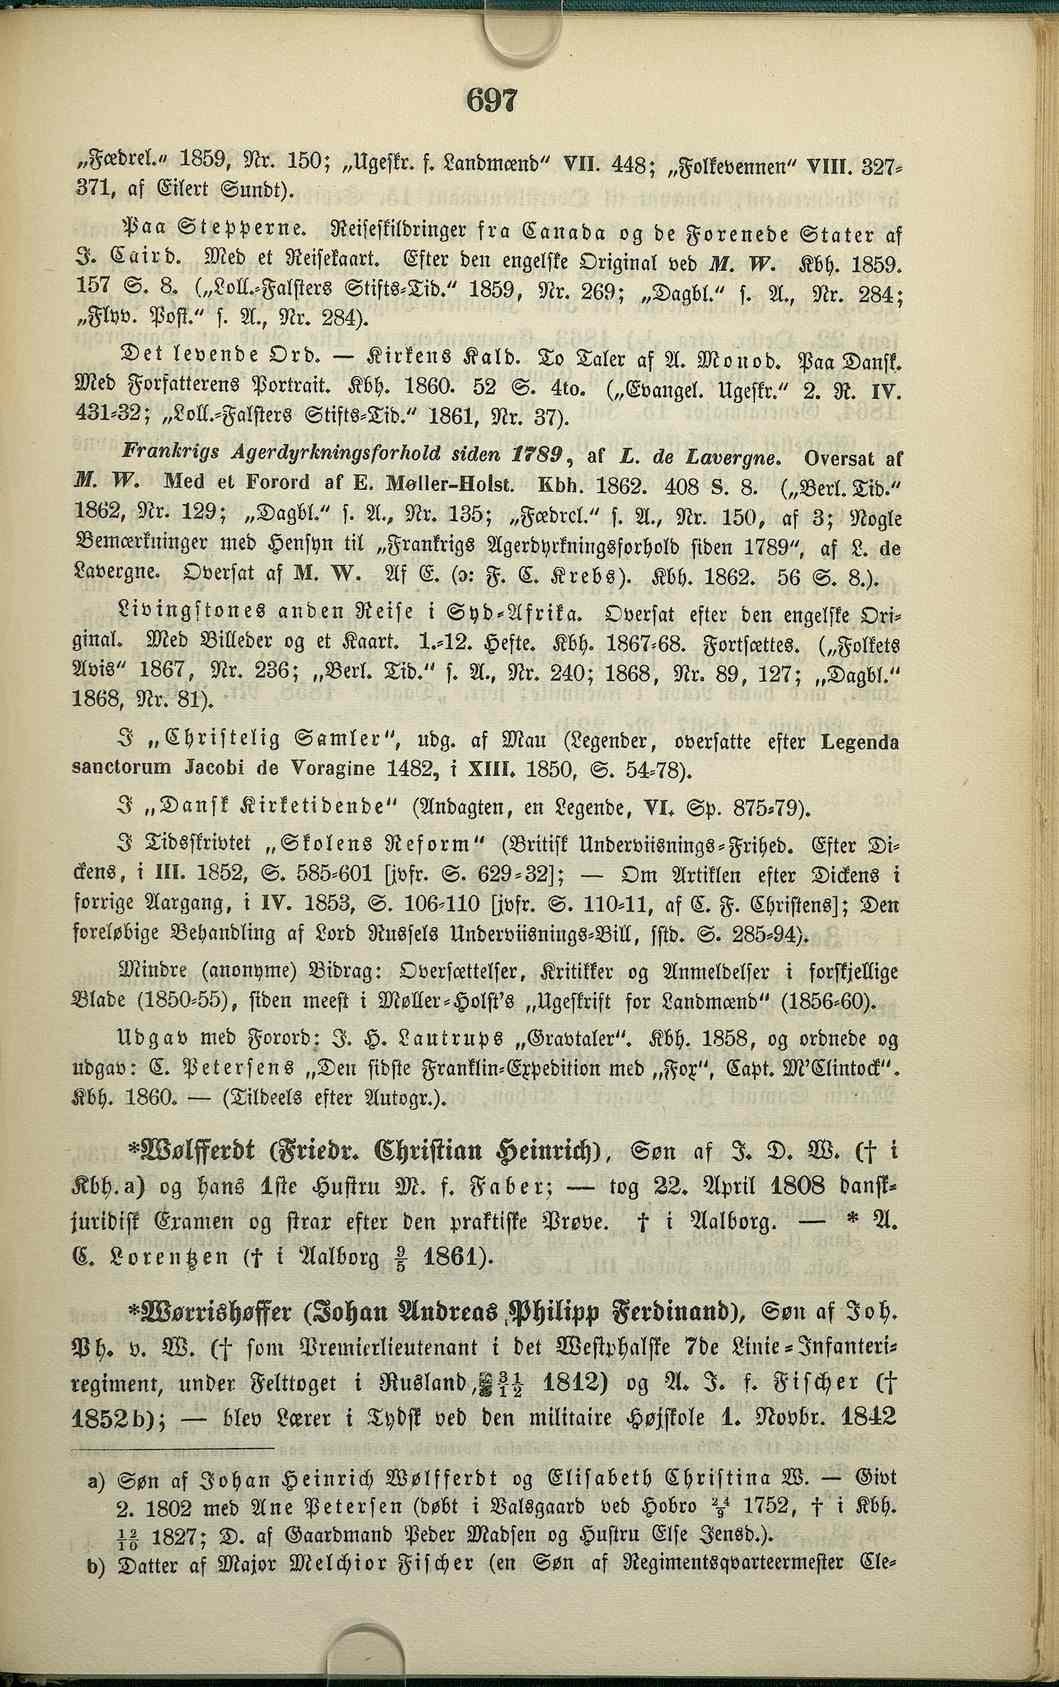 697
„Fædrel.“ 1859, Nr. 150; „Ugeskr. f. Landmænd“ VII. 448; „Folkevennen“ VIII. 327-
371, af Eilert Sundt).
Paa Stepperne. Reiseskildringer fra Canada og de Forenede Stater af
J. Caird. Med et Reisekaart. Efter den engelske Original ved M. W. Kbh. 1859.
157 S. 8. („Loll.-Falsters Stifts-Tid.“ 1859, Nr. 269; „Dagbl.“ s. A., Nr. 284;
„Flyv. Post.“ s. A., Nr. 284).
Det levende Ord. — Kirkens Kald. To Taler af A. Monod. Paa Dansk.
Med Forfatterens Portrait. Kbh. 1860. 52 S. 4to. („Evangel. Ugeskr.“ 2. R. IV.
431-32; „Loll.-Falsters Stifts-Tid.“ 1861, Nr. 37).
Frankrigs Agerdyrkningsforhold siden 1789, af L. de Lavergne. Oversat af
M. W. Med et Forord af E. Møller-Holst. Kbh. 1862. 408 S. 8. („Berl. Tid.“
1862, Nr. 129; „Dagbl.“ s. A., Nr. 135; „Fædrel.“ s. A., Nr. 150, af 3; Nogle
Bemærkninger med Hensyn til „Frankrigs Agerdyrkningsforhold siden 1789“, af L. de
Lavergne. Oversat af M. W. Af E. (ɔ: F. C. Krebs). Kbh. 1862. 56 S. 8.).
Livingstones anden Reise i Syd-Afrika. Oversat efter den engelske Ori-
ginal. Med Billeder og et Kaart. 1.-12. Hefte. Kbh. 1867-68. Fortsættes. („Folkets
Avis“ 1867, Nr. 236; „Berl. Tid.“ s. A., Nr. 240; 1868, Nr. 89, 127; „Dagbl.“
1868, Nr. 81).
I „Christelig Samler“, udg. af Mau (Legender, oversatte efter Legenda
sanctorum Jacobi de Voragine 1482, i XIII. 1850, S. 54-78).
I „Dansk Kirketidende“ (Andagten, en Legende, VI. Sp. 875-79).
I Tidsskrivtet „Skolens Reform“ (Britisk Underviisnings-Frihed. Efter Di-
ckens, i III. 1852, S. 585-601 [jvfr. S. 629-32]; — Om Artiklen efter Dickens i
forrige Aargang, i IV. 1853, S. 106-110 [jvfr. S. 110-11, af C. F. Christens]; Den
foreløbige Behandling af Lord Russels Underviisnings-Bill, sstd. S. 285-94).
Mindre (anonyme) Bidrag: Oversættelser, Kritikker og Anmeldelser i forskjellige
Blade (1850-55), siden meest i Møller-Holst's „Ugeskrift for Landmænd“ (1856-60).
Udgav med Forord: J. H. Lautrups „Gravtaler“. Kbh. 1858, og ordnede og
udgav: C. Petersens „Den sidste Franklin-Expedition med „Fox“, Capt. M'Clintock“.
Kbh. 1860. — (Tildeels efter Autogr.).
*Wølfferdt (Friedr. Christian Heinrich), Søn af J. D. W. († i
Kbh. a) og hans 1ste Hustru M. f. Faber; — tog 22. April 1808 dansk-
juridisk Examen og strax efter den praktiske Prøve. † i Aalborg. — * A.
C. Lorentzen († i Aalborg 9/5 1861).
*Wørrishøffer (Johan Andreas Philipp Ferdinand), Søn af Joh.
Ph. v. W. († som Premierlieutenant i det Westphalske 7de Linie-Infanteri-
regiment, under Felttoget i Rusland, 31/12 1812) og A. J. f. Fischer (†
1852 b); — blev Lærer i Tydsk ved den militaire Højskole 1. Novbr. 1842
a) Søn af Johan Heinrich Wølfferdt og Elisabeth Christina W. — Givt
2. 1802 med Ane Petersen (døbt i Valsgaard ved Hobro 24/9 1752, † i Kbh.
12/10 1827; D. af Gaardmand Peder Madsen og Hustru Else Jensd.).
b) Datter af Major Melchior Fischer (en Søn af Regimentsqvarteermester Cle-